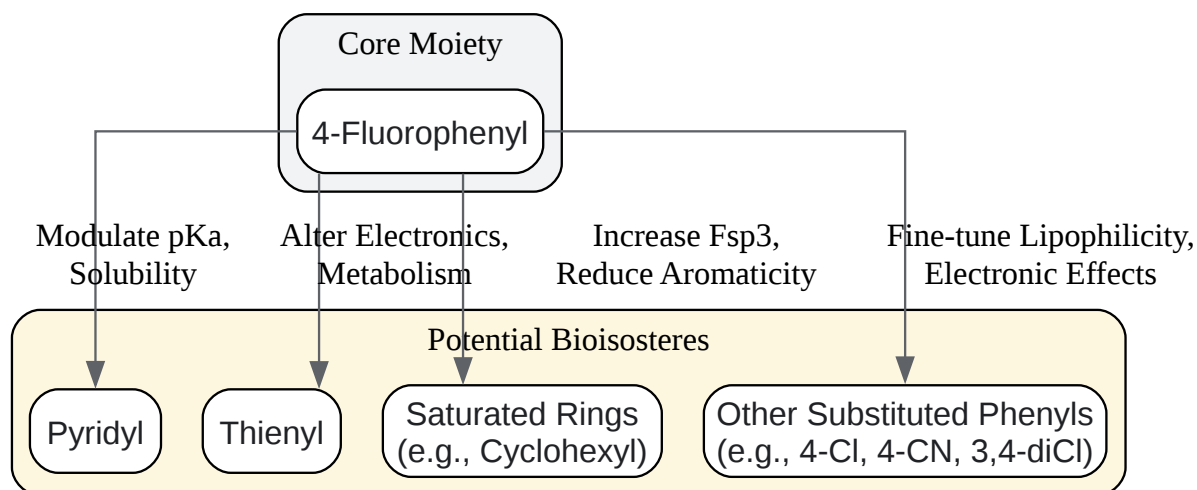 Core Moiety
4-Fluorophenyl
Modulate pKa,
Solubility
Alter Electronics,
Metabolism
Increase Fsp3,
Reduce Aromaticity
Fine-tune Lipophilicity,
Electronic Effects
Potential Bioisosteres
Pyridyl
Thienyl
Saturated Rings
(e.g., Cyclohexyl)
Other Substituted Phenyls
(e.g., 4-Cl, 4-CN, 3,4-diCl)